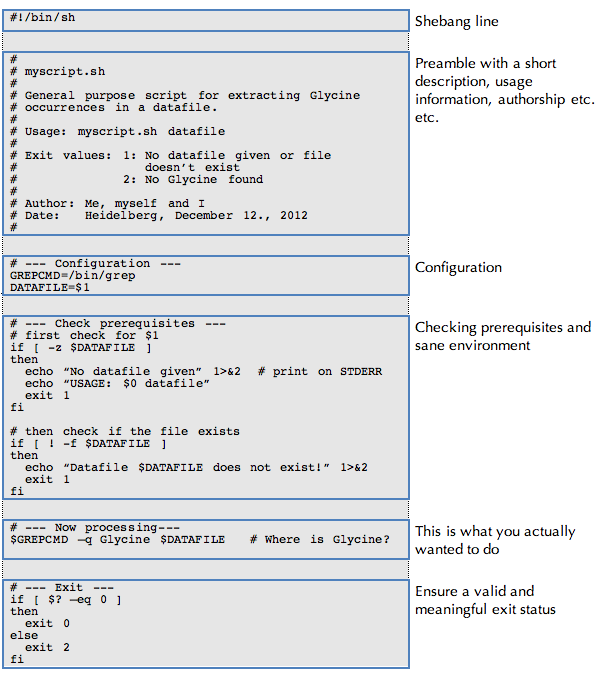 #!/bin/sh
Shebang line
#
# myscript.sh
#
# General purpose script for extracting Glycine
# occurrences in a datafile.
#
# Usage: myscript.sh datafile
#
# Exit values: 1: No datafile given or file
#                 doesn’t exist
#              2: No Glycine found
#
# Author: Me, myself and I
# Date:   Heidelberg, December 12., 2012
#
Preamble with a short
description, usage
information, authorship etc.
etc.
# --- Configuration ---
GREPCMD=/bin/grep
DATAFILE=$1
Configuration
# --- Check prerequisites ---
# first check for $1
if [ -z $DATAFILE ]
then
  echo “No datafile given” 1>&2  # print on STDERR
  echo “USAGE: $0 datafile”
  exit 1
fi

# then check if the file exists
if [ ! -f $DATAFILE ]
then
  echo “Datafile $DATAFILE does not exist!” 1>&2
  exit 1
fi
Checking prerequisites and
sane environment
# --- Now processing---
$GREPCMD –q Glycine $DATAFILE   # Where is Glycine?
This is what you actually
wanted to do
# --- Exit ---
if [ $? –eq 0 ]
then
  exit 0
else
  exit 2
fi
Ensure a valid and
meaningful exit status